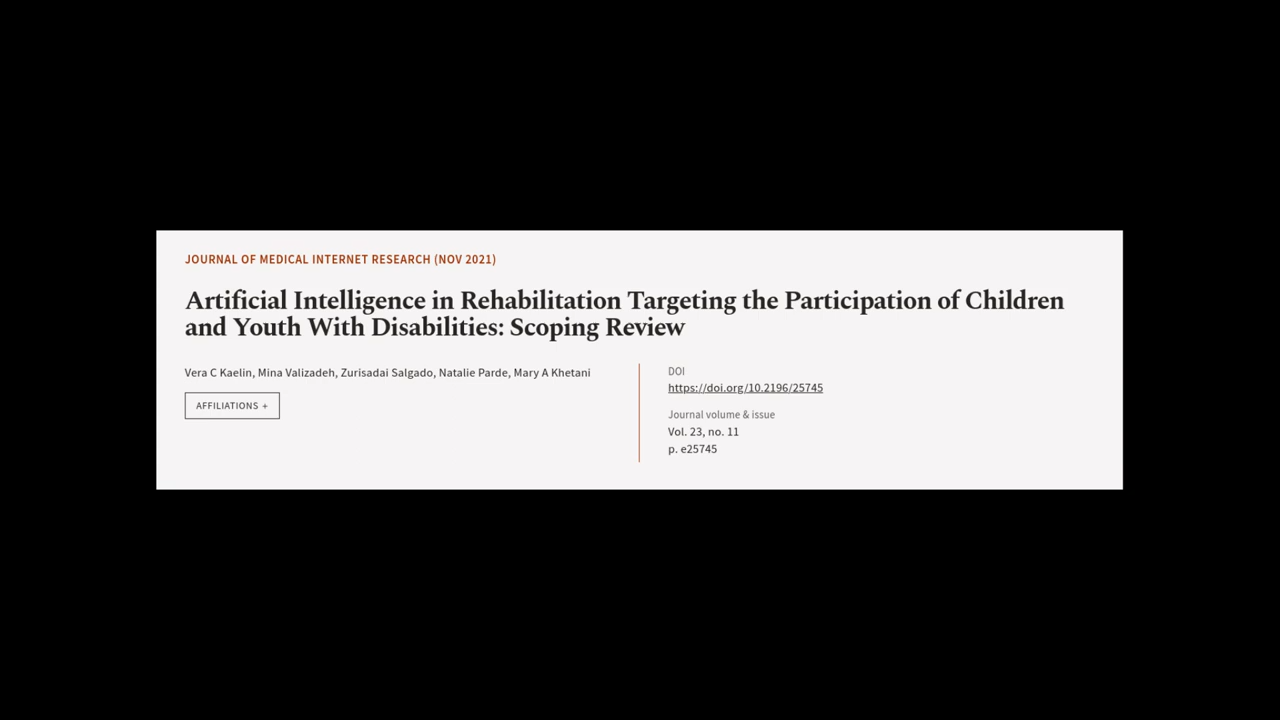 JOURNAL OF MEDICAL INTERNET RESEARCH (NOV 2021)
Artificial Intelligence in Rehabilitation Targeting the Participation of Children
and Youth With Disabilities: Scoping Review
Vera C Kaelin, Mina Valizadeh, Zurisadai Salgado, Natalie Parde, Mary A Khetani
AFFILIATIONS +
DOI
https://doi.org/10.2196/25745
Journal volume & issue
Vol. 23, no. 11
p. e25745